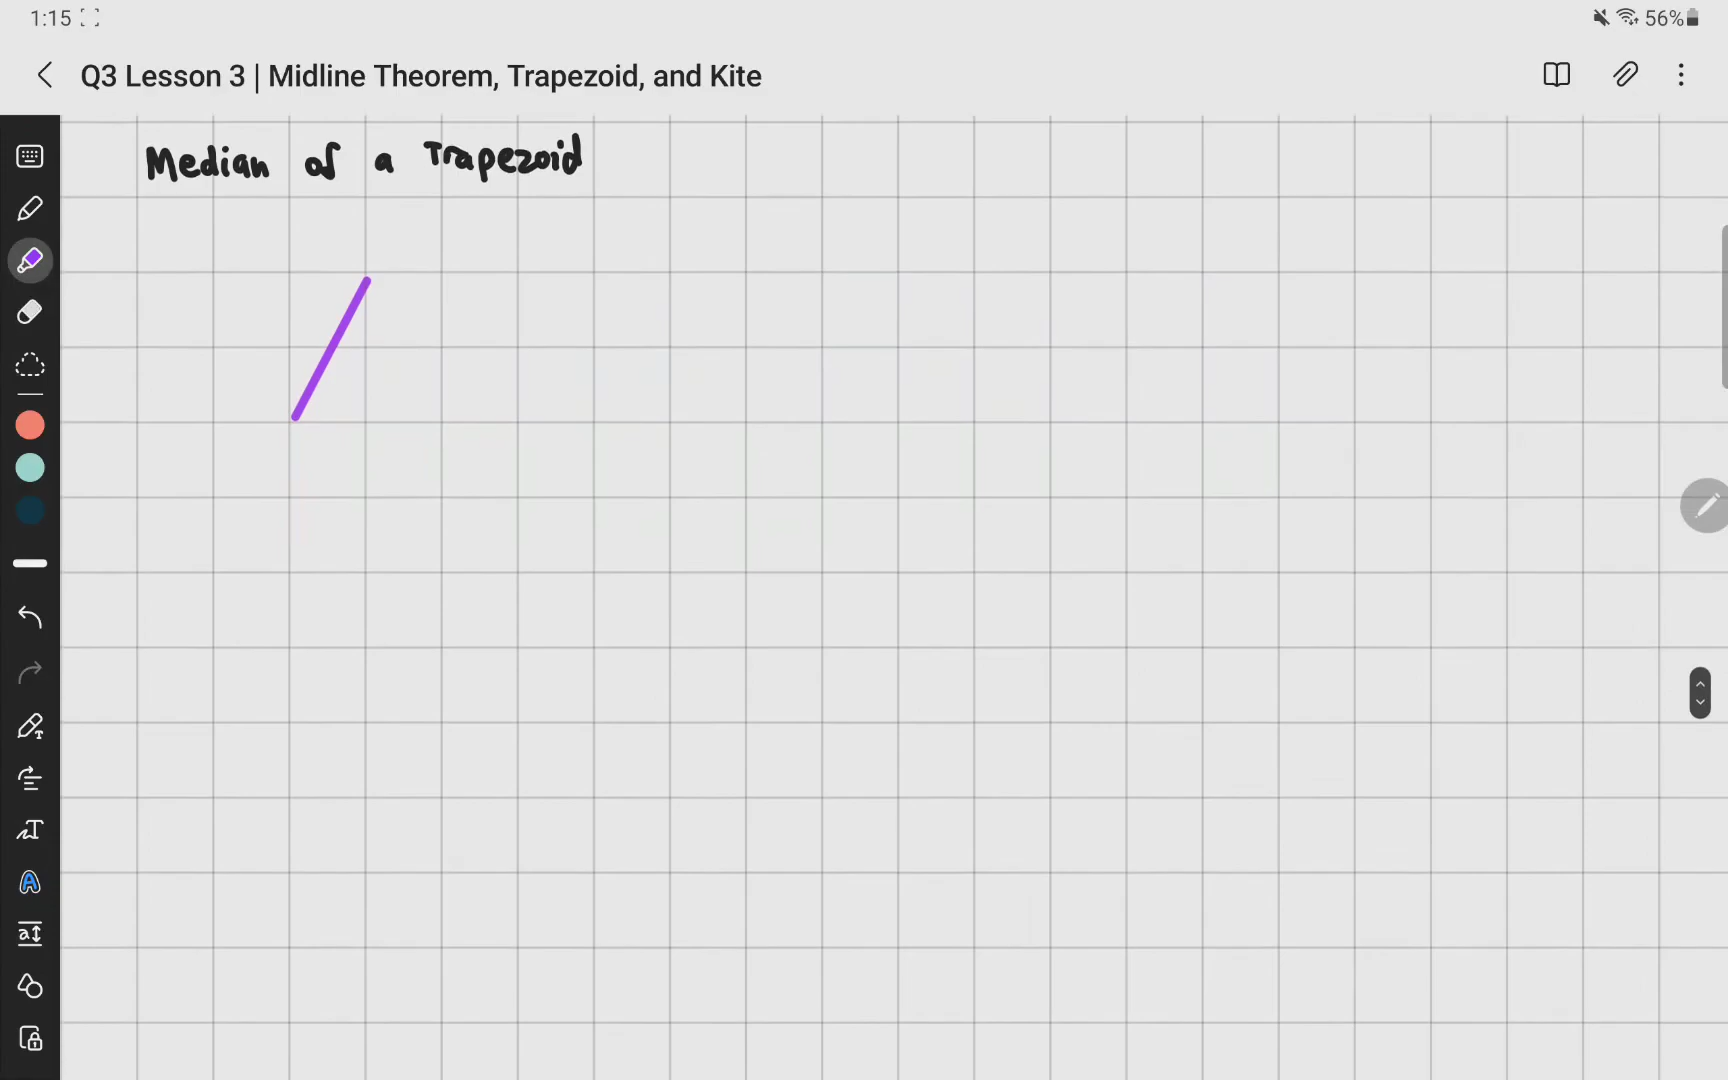 1:15
56%
Q3 Lesson 3 | Midline Theorem, Trapezoid, and Kite
Median of a Trapezoid